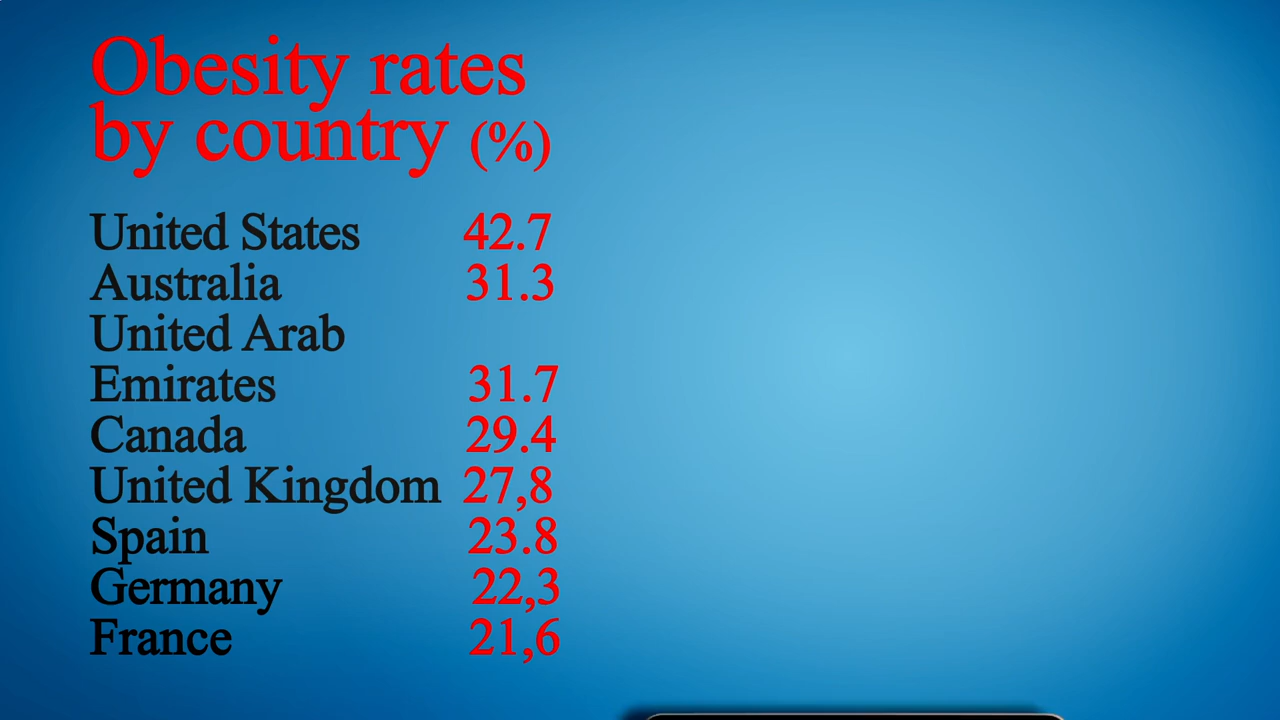 Obesity rates
by country (%)
United States 42.7
Australia 31.3
United Arab
Emirates 31.7
Canada 29.4
United Kingdom 27,8
Spain 23.8
Germany 22,3
France 21,6